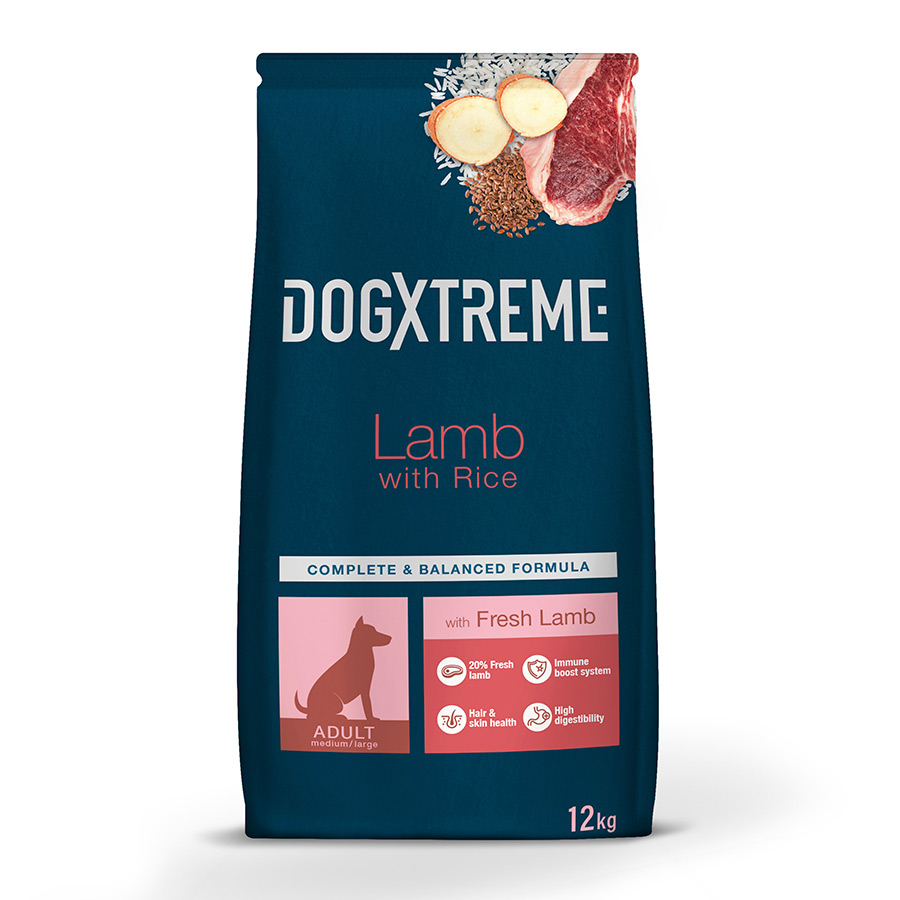 DOGXTREME
Lamb
with Rice
COMPLETE & BALANCED FORMULA
ADULT
medium/large
with Fresh Lamb
20% Fresh
lamb
Immune
boost system
Hair &
skin health
High
digestibility
12kg